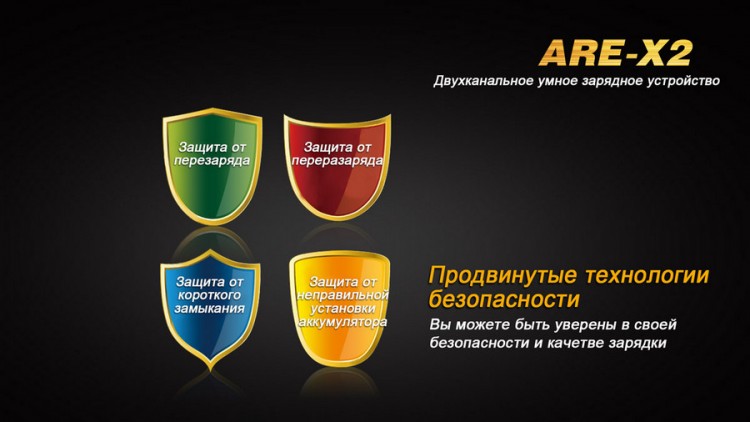 ARE-X2
Двухканальное умное зарядное устройство
Защита от
перезаряда
Защита от
переразаряда
Защита от
короткого
замыкания
Защита от
неправильной
установки
аккумулятора
Продвинутые технологии
безопасности
Вы можете быть уверены в своей
безопасности и качетве зарядки